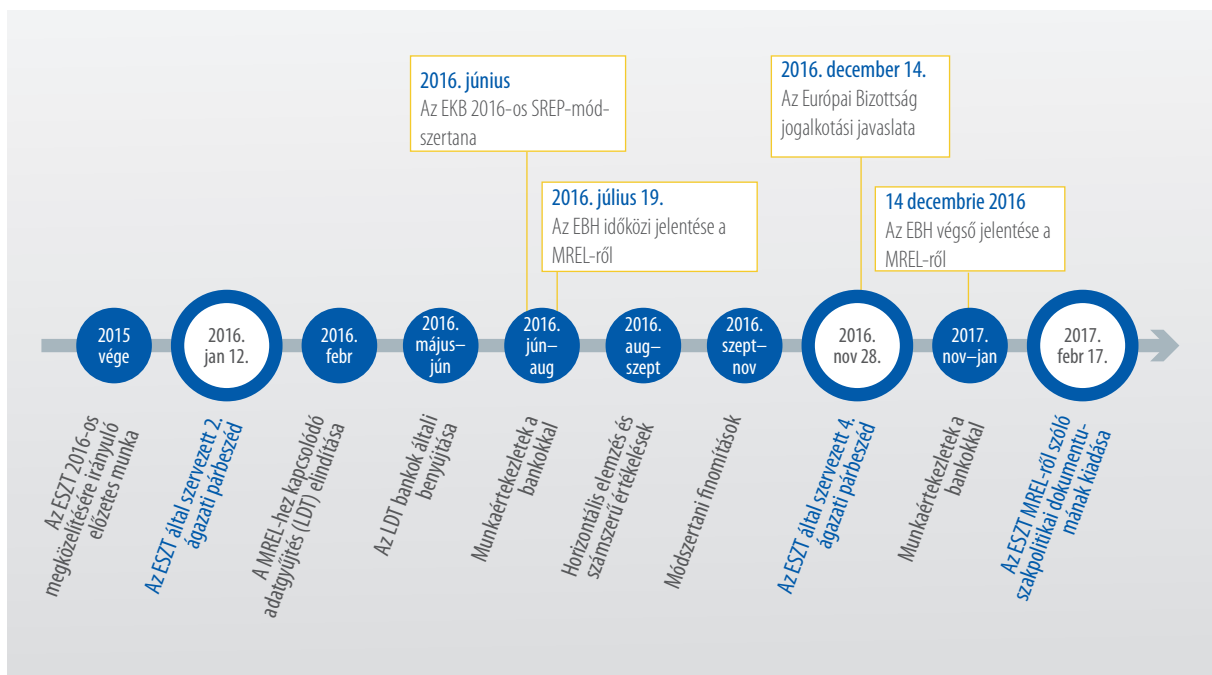 2016. június
Az EKB 2016-os SREP-mód-
szertana
2016. december 14.
Az Európai Bizottság
jogalkotási javaslata
2016. július 19.
Az EBH időközi jelentése a
MREL-ről
14 decembrie 2016
Az EBH végső jelentése a
MREL-ről
2015
vége
2016.
jan 12.
2016.
febr
2016.
május–
jún
2016.
jún–
aug
2016.
aug–
szept
2016.
szept–
nov
2016.
nov 28.
2017.
nov–jan
2017.
febr 17.
Az ESZT 2016-os
megközelítésére irányuló
előzetes munka
Az ESZT által szervezett 2.
ágazati párbeszéd
A MREL-hez kapcsolódó
adatgyűjtés (LDT) elindítása
Az LDT bankok általi
benyújtása
Munkaértekezletek a
bankokkal
Horizontális elemzés és
számszerű értékelések
Módszertani finomítások
Az ESZT által szervezett 4.
ágazati párbeszéd
Munkaértekezletek a
bankokkal
Az ESZT MREL-ről szóló
szakpolitikai dokumentu-
mának kiadása